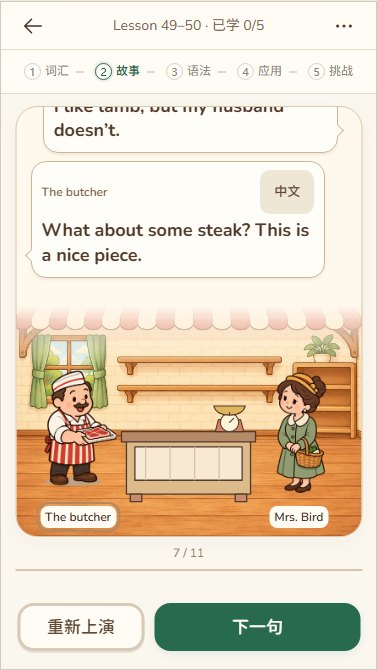 Lesson 49–50 · 已学 0/5
1 词汇 – 2 故事 – 3 语法 – 4 应用 – 5 挑战
I like lamb, but my husband
doesn't.
The butcher
中文
What about some steak? This is
a nice piece.
The butcher
Mrs. Bird
7 / 11
重新上演
下一句